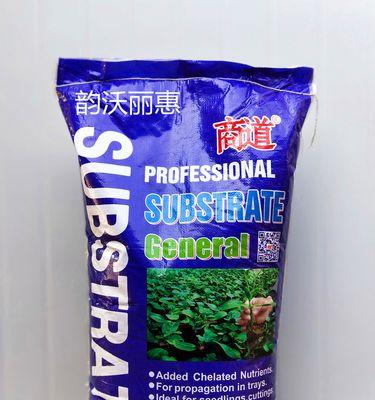 韵沃丽惠
商道®
PROFESSIONAL
SUBSTRATE
General
SUBSTRAT
•Added Chelated Nutrients.
•For propagation in trays.
•Ideal for seedlings,cuttings